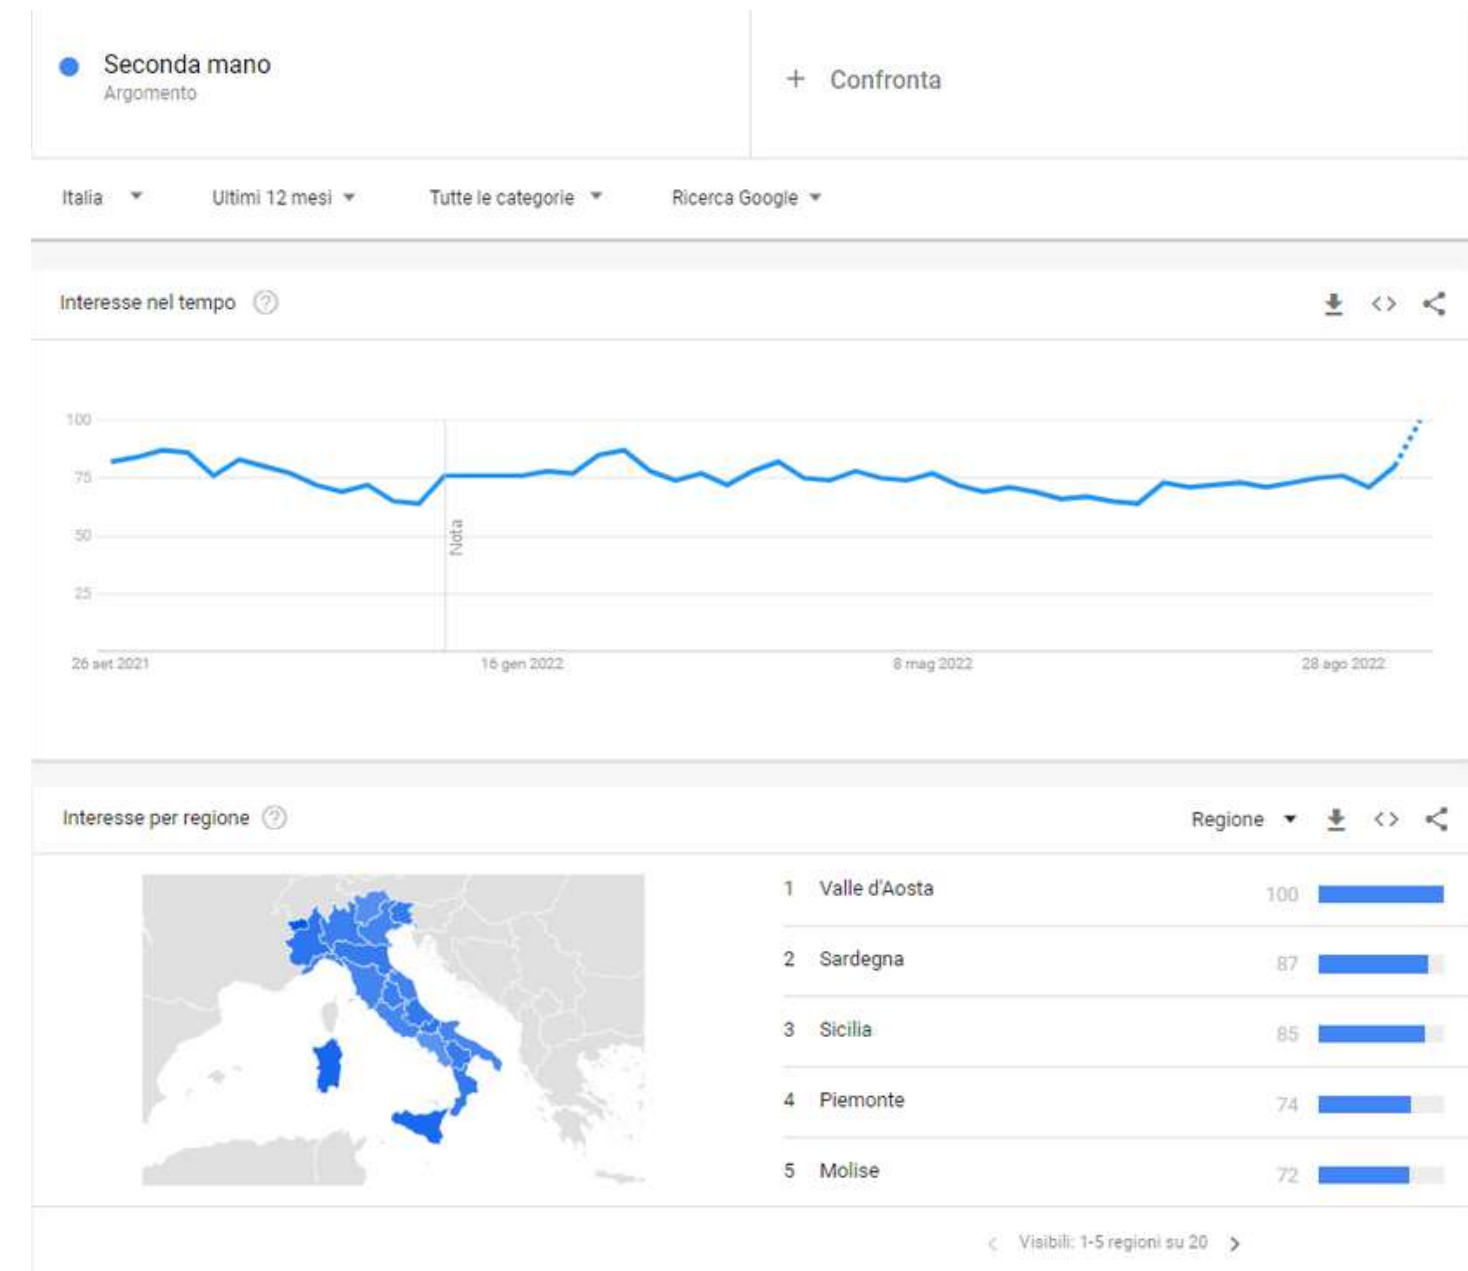 Seconda mano
Argomento
+ Confronta
Italia Ultimi 12 mesi Tutte le categorie Ricerca Google
Interesse nel tempo ?
100
75
50
25
Nota
26 set 2021 16 gen 2022 8 mag 2022 28 ago 2022
Interesse per regione ?
Regione
1 Valle d'Aosta 100
2 Sardegna 87
3 Sicilia 85
4 Piemonte 74
5 Molise 72
Visibili: 1-5 regioni su 20